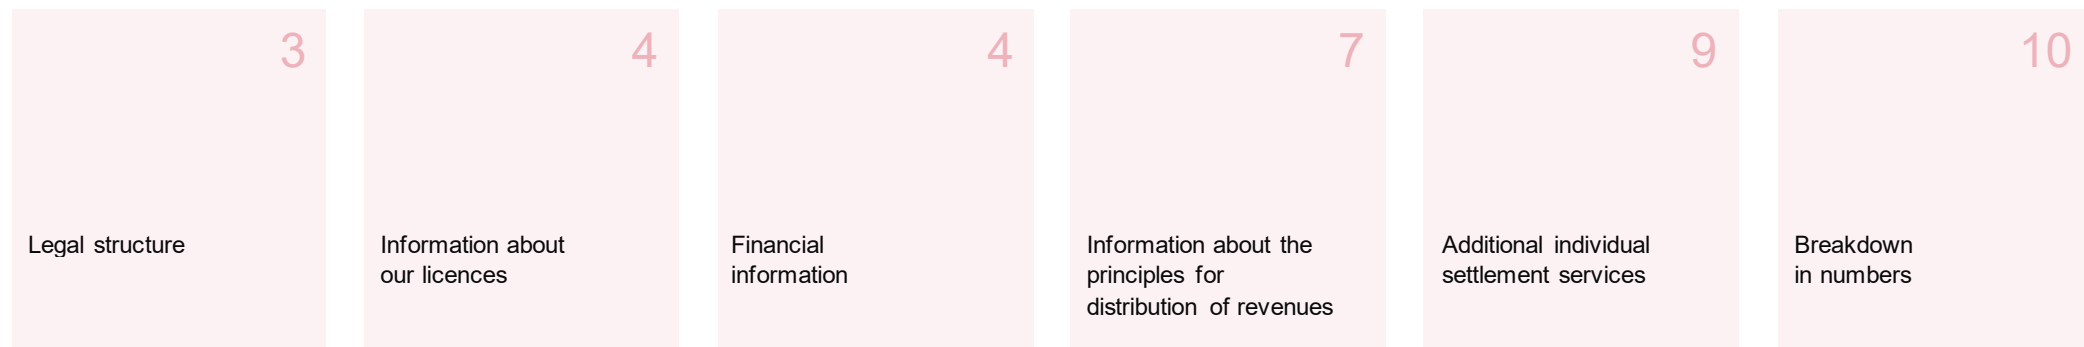 3
Legal structure
4
Information about
our licences
4
Financial
information
7
Information about the
principles for
distribution of revenues
9
Additional individual
settlement services
10
Breakdown
in numbers